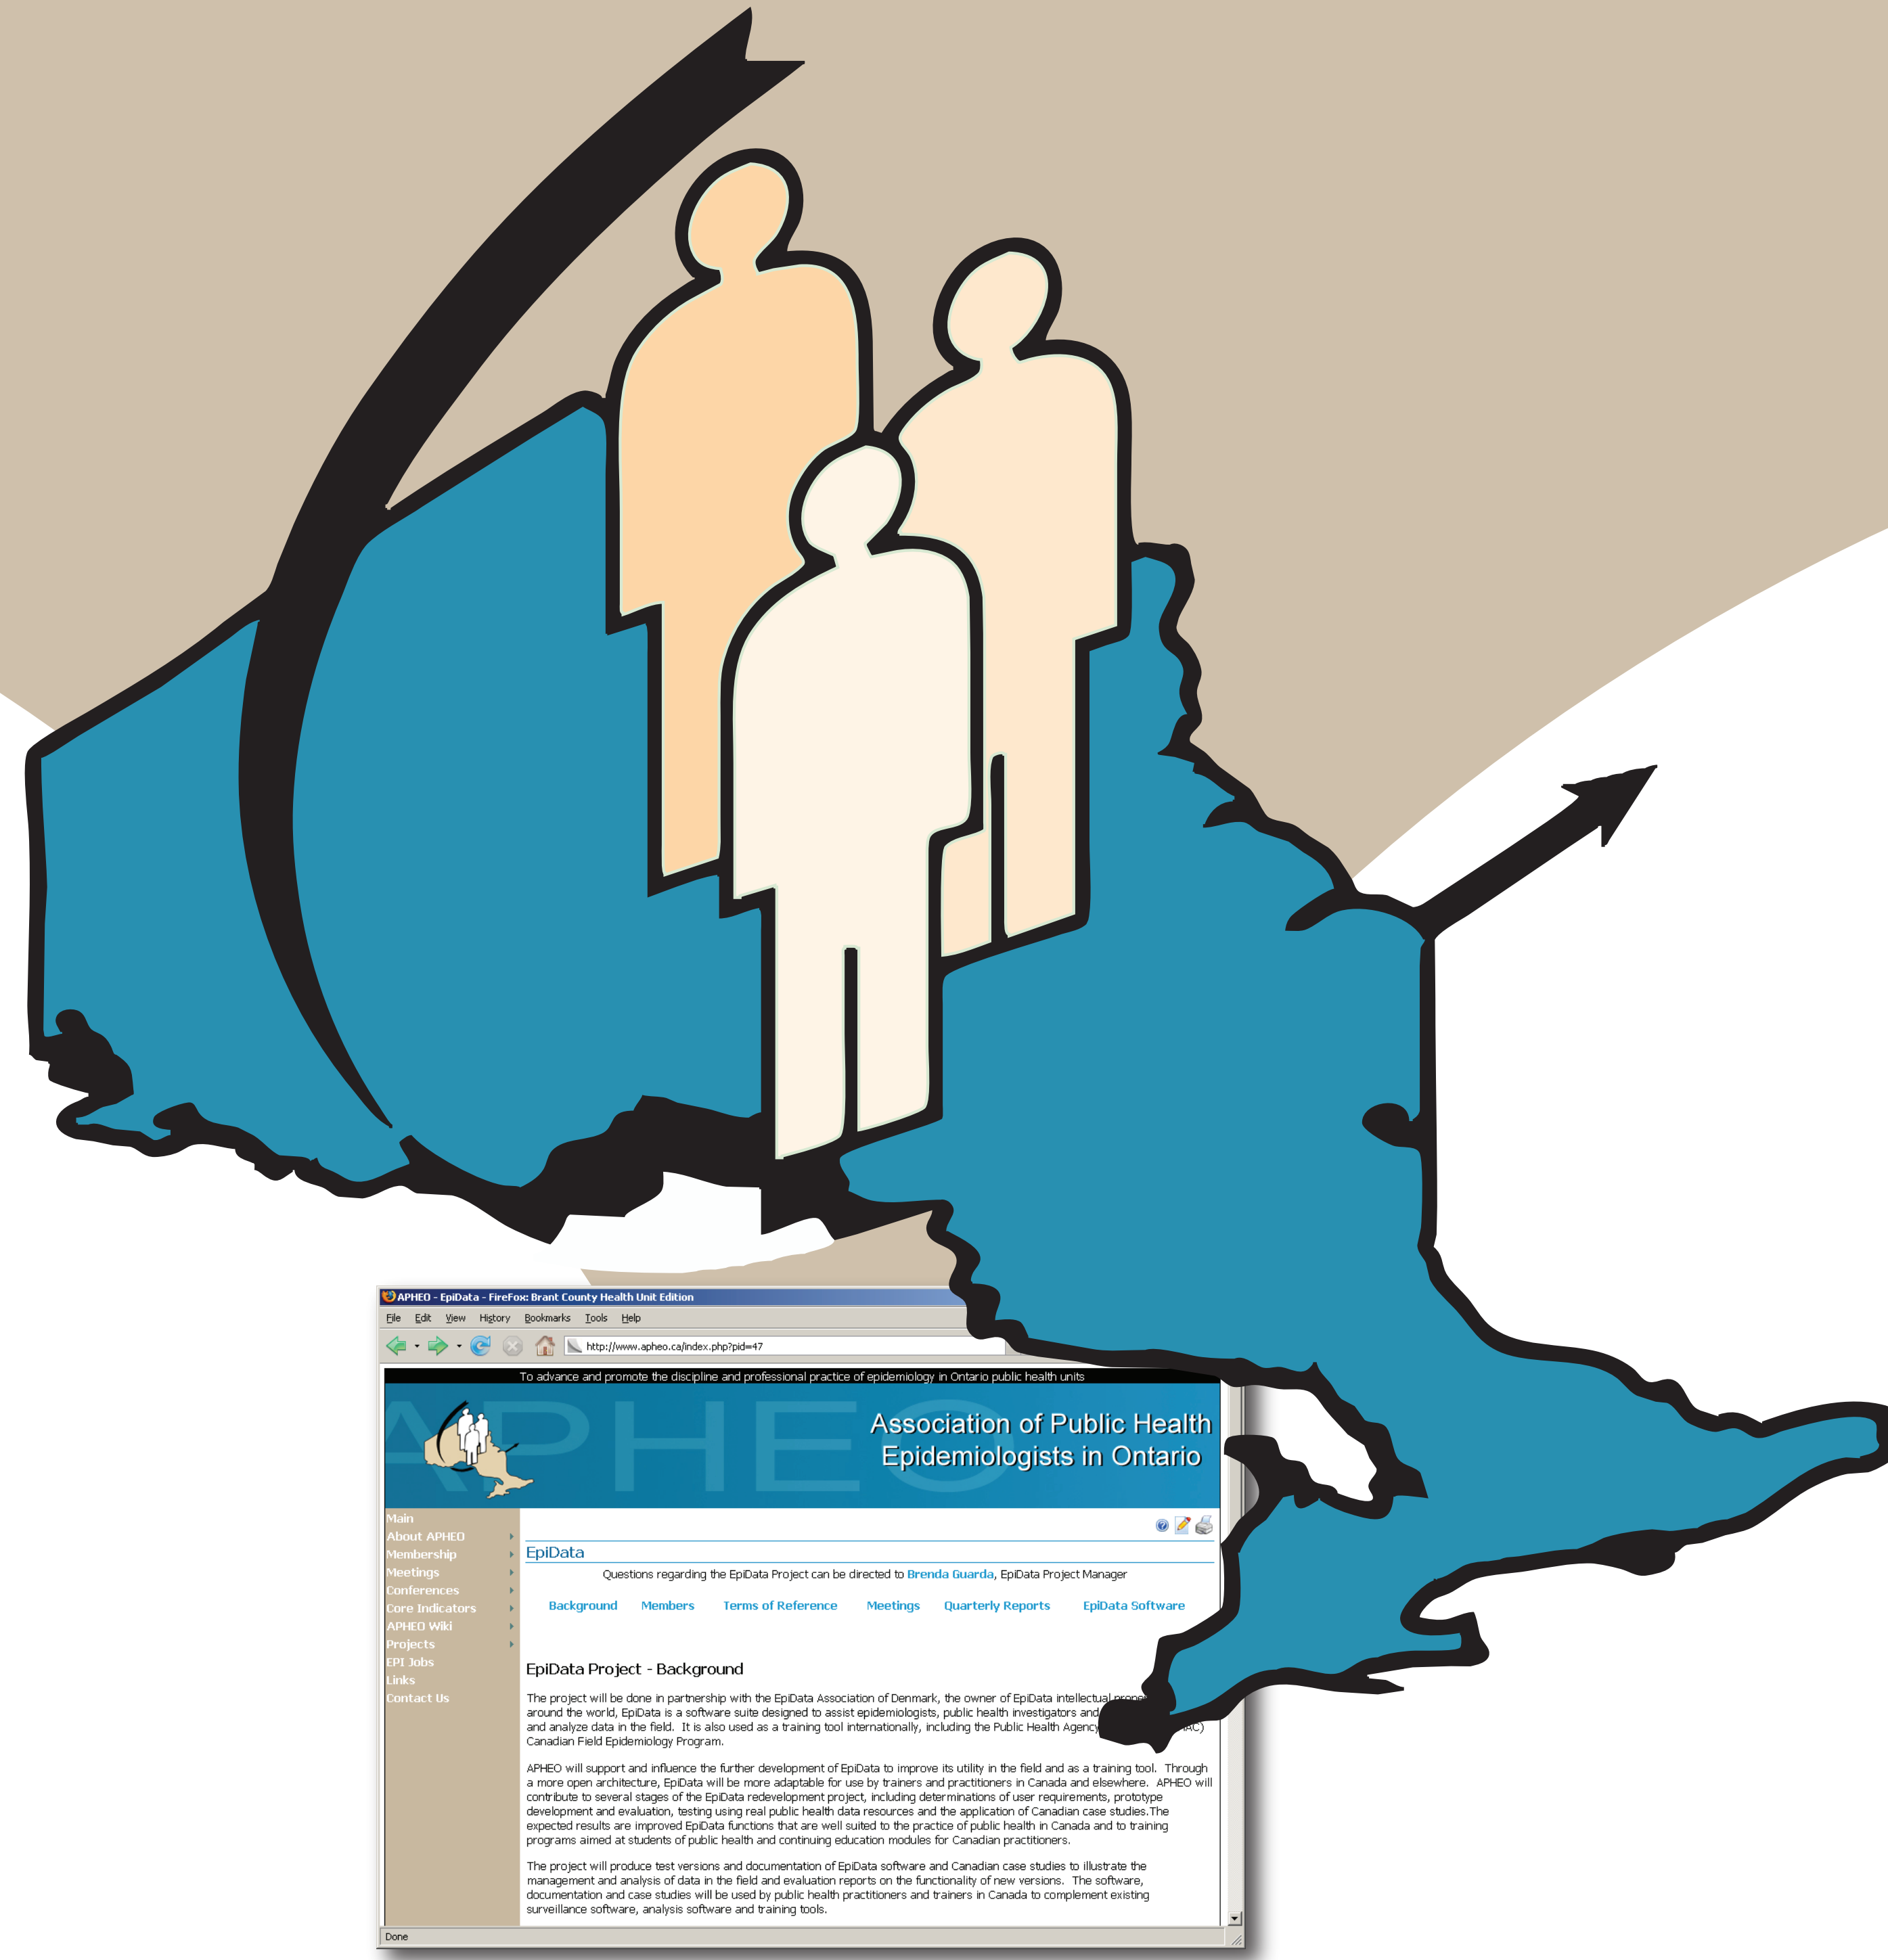 APHEO - EpiData - FireFox: Brant County Health Unit Edition
File Edit View History Bookmarks Tools Help
http://www.apheo.ca/index.php?pid=47
To advance and promote the discipline and professional practice of epidemiology in Ontario public health units
APHEO
Association of Public Health
Epidemiologists in Ontario
Main
About APHEO
Membership
Meetings
Conferences
Core Indicators
APHEO Wiki
Projects
EPI Jobs
Links
Contact Us
EpiData
Questions regarding the EpiData Project can be directed to Brenda Guarda, EpiData Project Manager
Background Members Terms of Reference Meetings Quarterly Reports EpiData Software
EpiData Project - Background
The project will be done in partnership with the EpiData Association of Denmark, the owner of EpiData intellectual
around the world, EpiData is a software suite designed to assist epidemiologists, public health investigators and
and analyze data in the field. It is also used as a training tool internationally, including the Public Health Agency
Canadian Field Epidemiology Program.
APHEO will support and influence the further development of EpiData to improve its utility in the field and as a training tool. Through
a more open architecture, EpiData will be more adaptable for use by trainers and practitioners in Canada and elsewhere. APHEO will
contribute to several stages of the EpiData redevelopment project, including determinations of user requirements, prototype
development and evaluation, testing using real public health data resources and the application of Canadian case studies.The
expected results are improved EpiData functions that are well suited to the practice of public health in Canada and to training
programs aimed at students of public health and continuing education modules for Canadian practitioners.
The project will produce test versions and documentation of EpiData software and Canadian case studies to illustrate the
management and analysis of data in the field and evaluation reports on the functionality of new versions. The software,
documentation and case studies will be used by public health practitioners and trainers in Canada to complement existing
surveillance software, analysis software and training tools.
Done